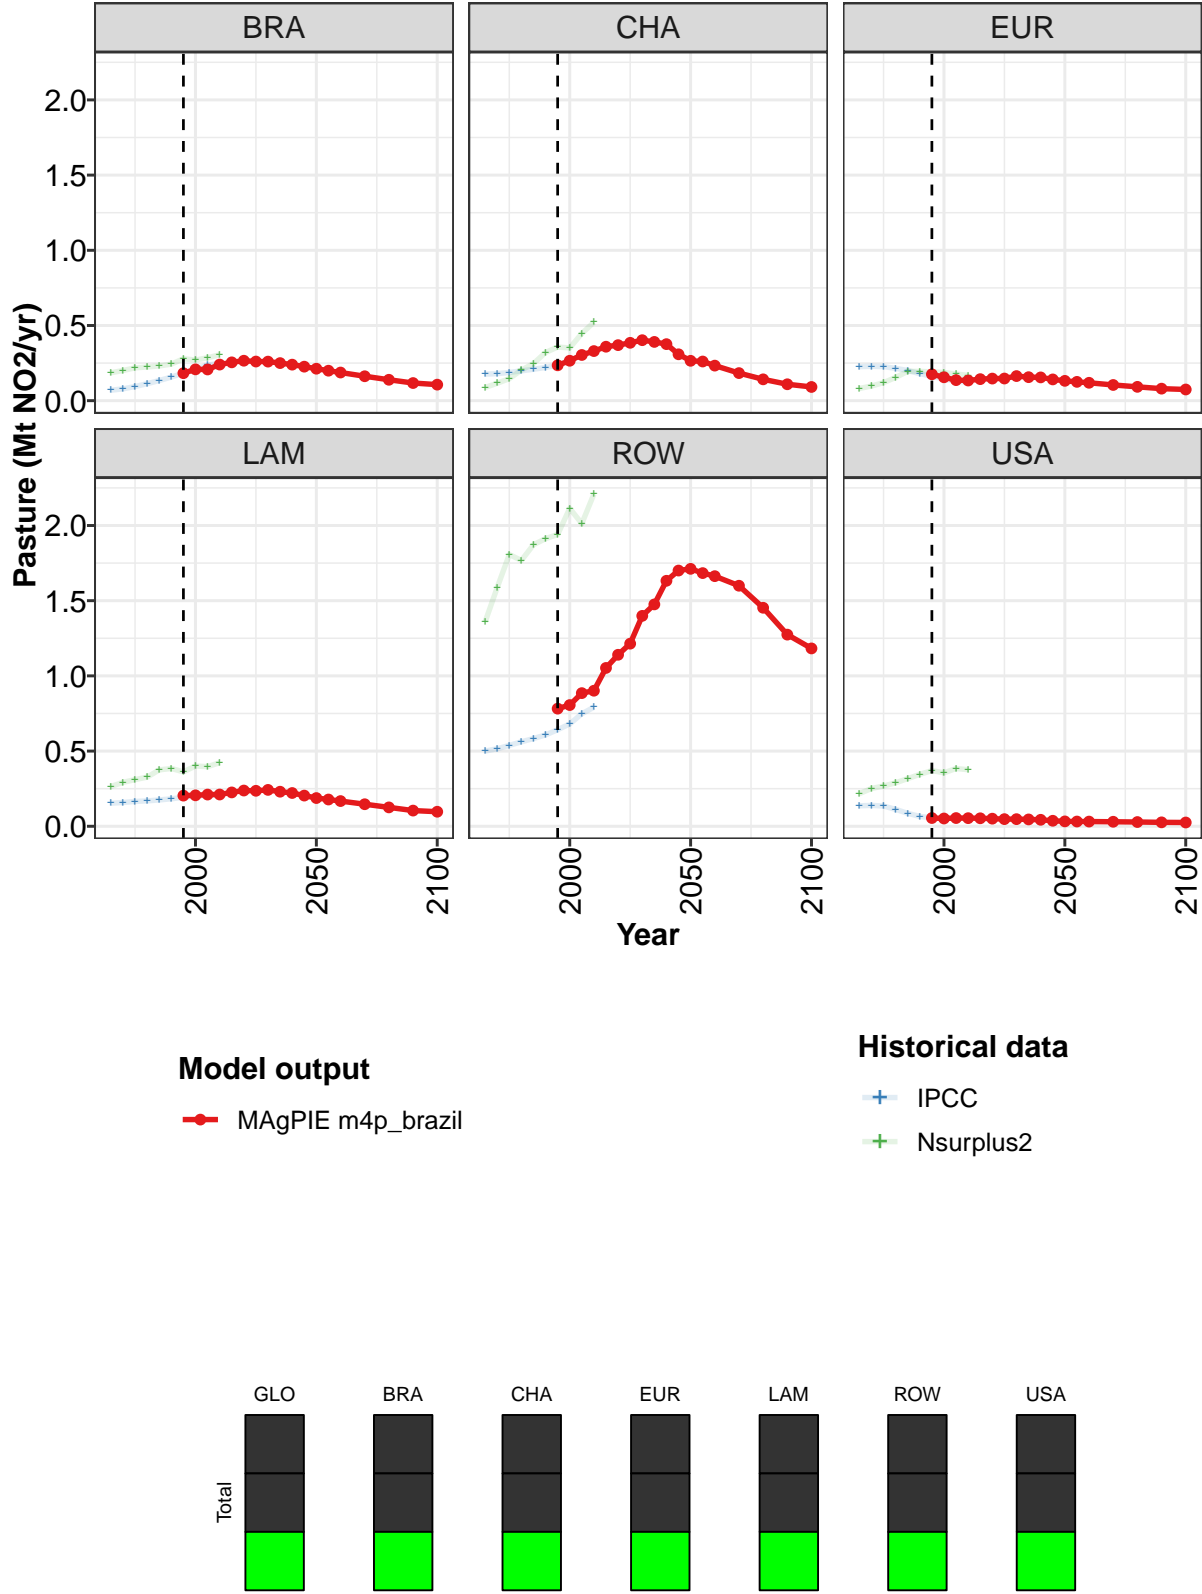 BRA CHA EUR
2.0
1.5
1.0
0.5
0.0
Pasture (Mt NO2/yr)
LAM ROW USA
2.0
1.5
1.0
0.5
0.0
2000 2050 2100 2000 2050 2100 2000 2050 2100
Year
Model output
MAgPIE m4p_brazil
Historical data
IPCC
Nsurplus2
GLO BRA CHA EUR LAM ROW USA
Total